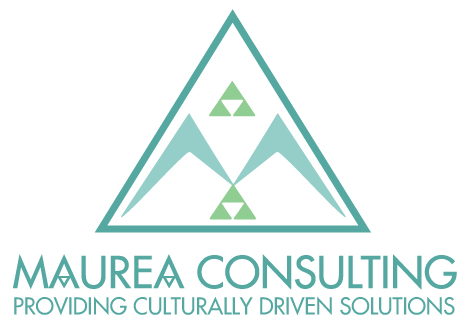 MAUREA CONSULTING
PROVIDING CULTURALLY DRIVEN SOLUTIONS